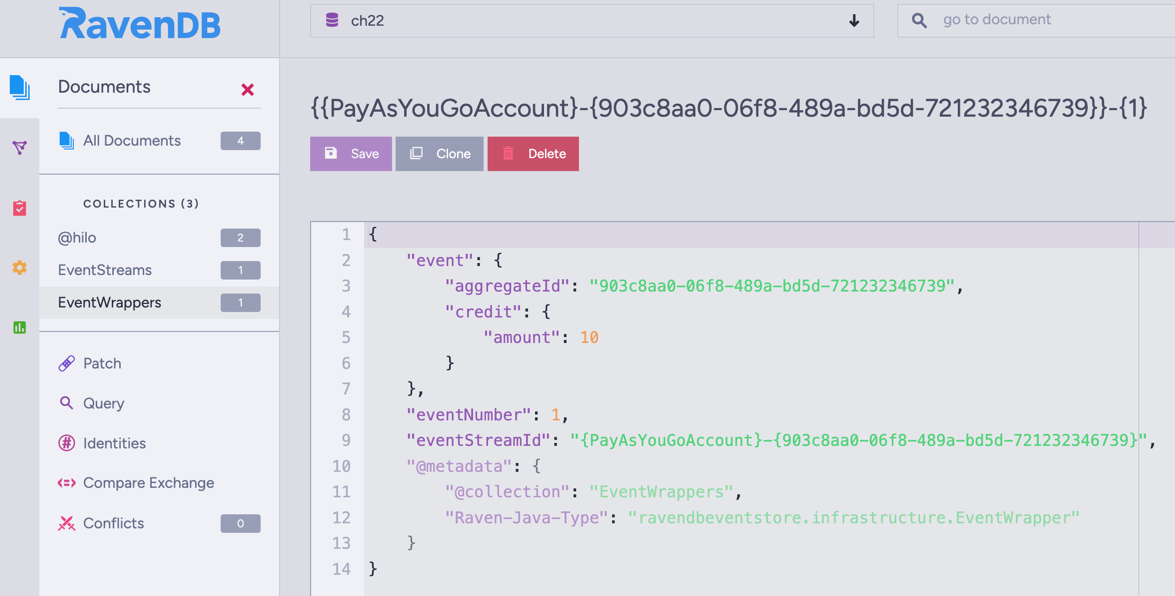 RavenDB
ch22
go to document
Documents
All Documents 4
COLLECTIONS (3)
@hilo 2
EventStreams 1
EventWrappers 1
Patch
Query
Identities
Compare Exchange
Conflicts 0
{{PayAsYouGoAccount}-{903c8aa0-06f8-489a-bd5d-721232346739}}-{1}
Save Clone Delete
1 {
2 "event": {
3 "aggregateId": "903c8aa0-06f8-489a-bd5d-721232346739",
4 "credit": {
5 "amount": 10
6 }
7 },
8 "eventNumber": 1,
9 "eventStreamId": "{PayAsYouGoAccount}-{903c8aa0-06f8-489a-bd5d-721232346739}",
10 "@metadata": {
11 "@collection": "EventWrappers",
12 "Raven-Java-Type": "ravendbeventstore.infrastructure.EventWrapper"
13 }
14 }